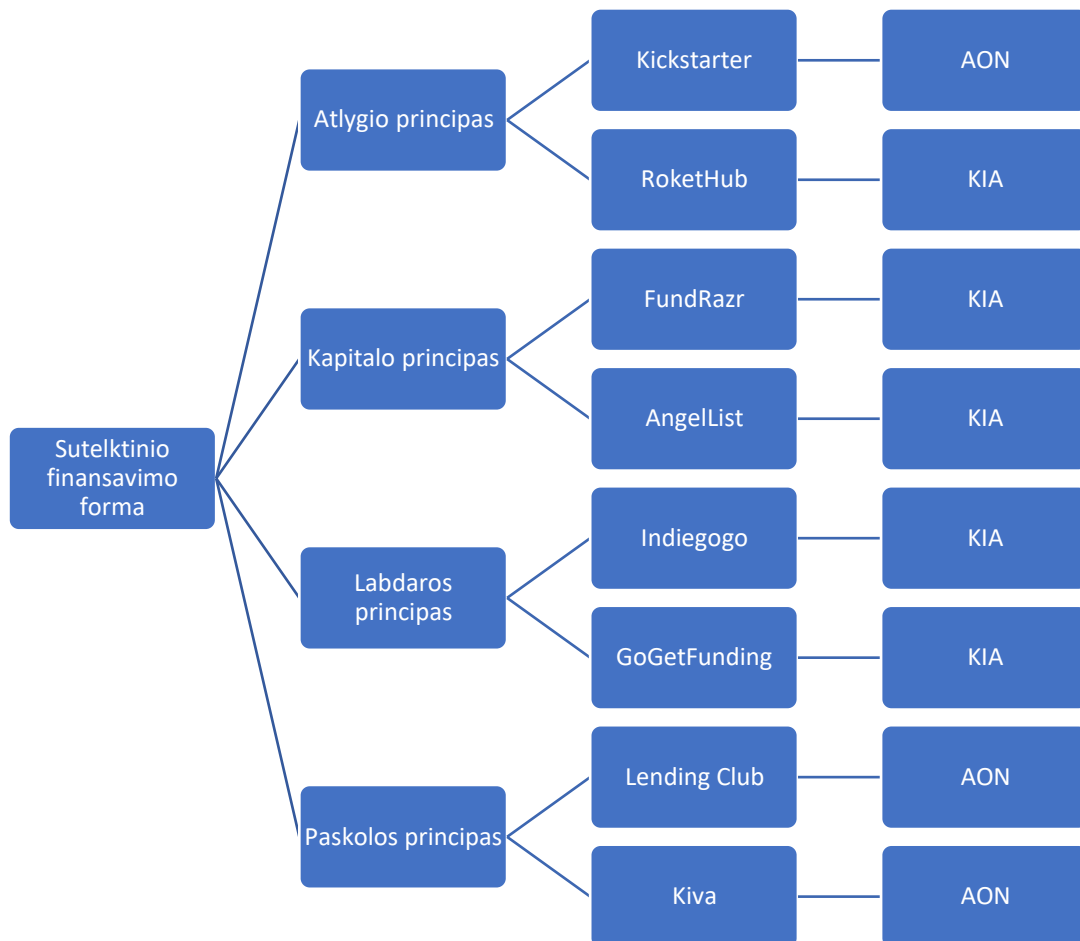 Sutelktinio
finansavimo
forma
Atlygio principas
Kickstarter
AON
RoketHub
KIA
Kapitalo principas
FundRazr
KIA
AngelList
KIA
Labdaros
principas
Indiegogo
KIA
GoGetFunding
KIA
Paskolos principas
Lending Club
AON
Kiva
AON